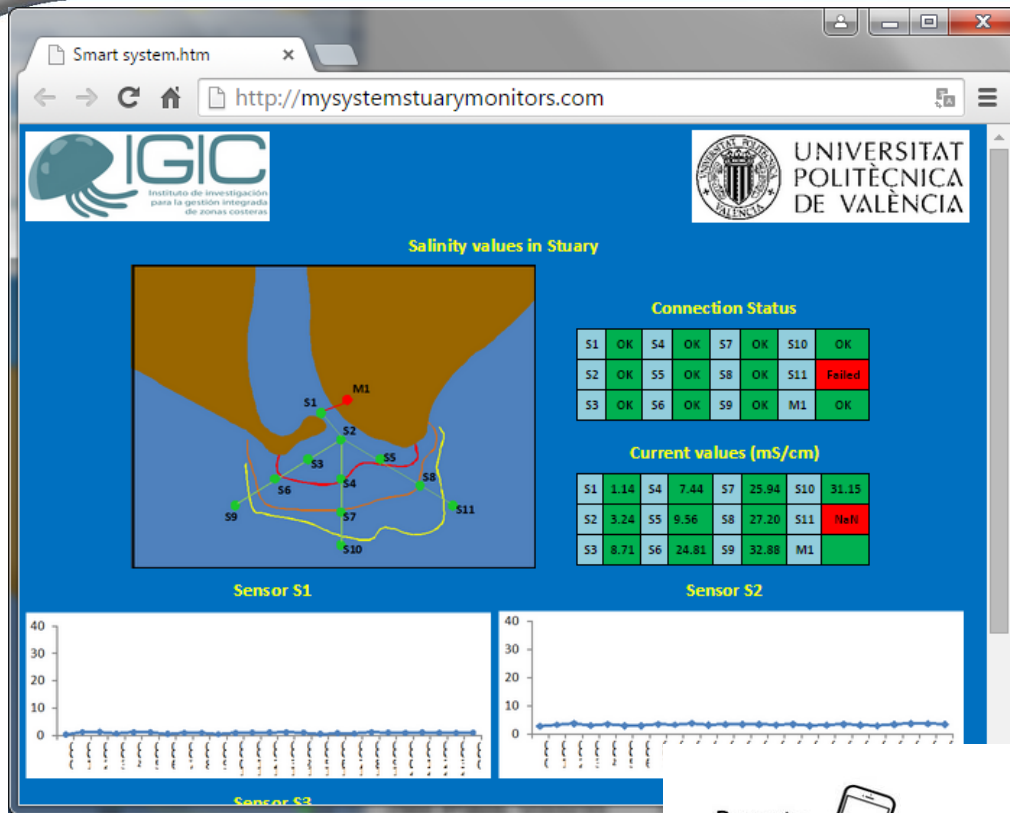 Smart system.htm
http://mysystemstuarymonitors.com
IGIC
Instituto de investigación
para la gestión integrada
de zonas costeras
UNIVERSITAT
POLITÈCNICA
DE VALÈNCIA
Salinity values in Stuary
M1
S1
S2
S3
S5
S6
S4
S8
S9
S7
S11
S10
Connection Status
S1 OK S4 OK S7 OK S10 OK
S2 OK S5 OK S8 OK S11 Failed
S3 OK S6 OK S9 OK M1 OK
Current values (mS/cm)
S1 1.14 S4 7.44 S7 25.94 S10 31.15
S2 3.24 S5 9.56 S8 27.20 S11 NaN
S3 8.71 S6 24.81 S9 32.88 M1
Sensor S1
40
30
20
10
0
Sensor S2
40
30
20
10
0
Sensor S3